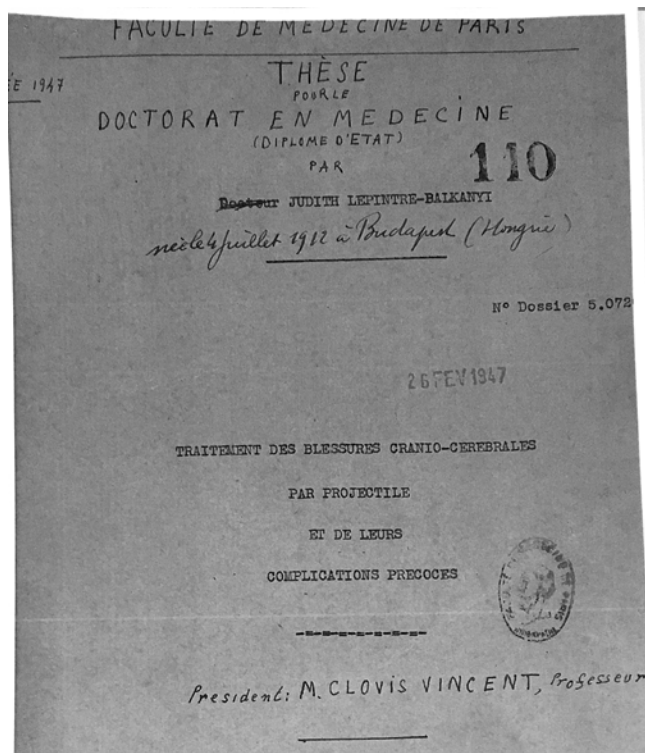 FACULTE DE MEDECINE DE PARIS
ÉE 1947
THÈSE
POUR LE
DOCTORAT EN MEDECINE
(DIPLOME D'ETAT)
PAR
110
Docteur JUDITH LEPINTRE-BALKANYI
née le 4 juillet 1912 à Budapest (Hongrie)
N° Dossier 5.072
26 FEV 1947
TRAITEMENT DES BLESSURES CRANIO-CEREBRALES
PAR PROJECTILE
ET DE LEURS
COMPLICATIONS PRECOCES
President: M. CLOVIS VINCENT, Professeur